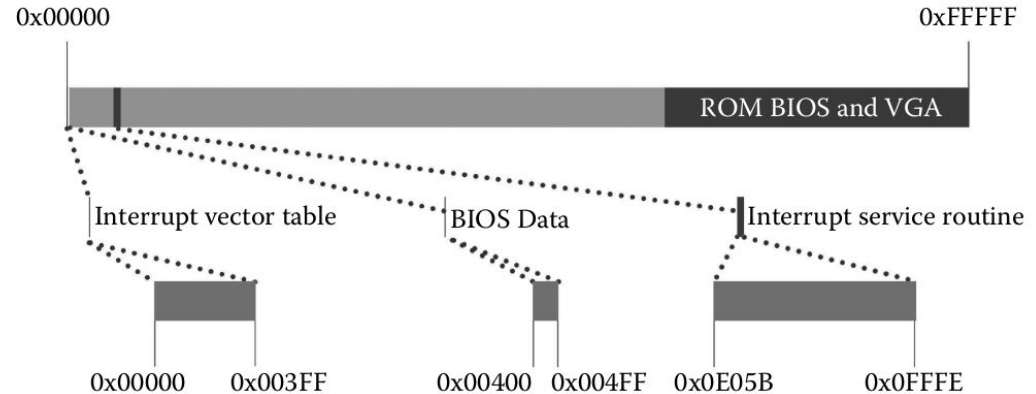 0x00000 0xFFFFF
ROM BIOS and VGA
Interrupt vector table BIOS Data Interrupt service routine
0x00000 0x003FF 0x00400 0x004FF 0x0E05B 0x0FFFE